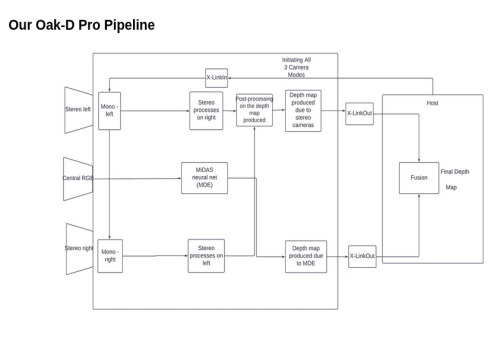 Our Oak-D Pro Pipeline
Initiating All
3 Camera
Modes
X-LinkIn
Stereo left
Mono -
left
Stereo
processes
on right
Post-processing
on the depth
map
produced
Depth map
produced
due to
stereo
cameras
X-LinkOut
Host
Central RGB
MiDAS
neural net
(MDE)
Fusion
Final Depth
Map
Stereo right
Mono -
right
Stereo
processes on
left
Depth map
produced due
to MDE
X-LinkOut